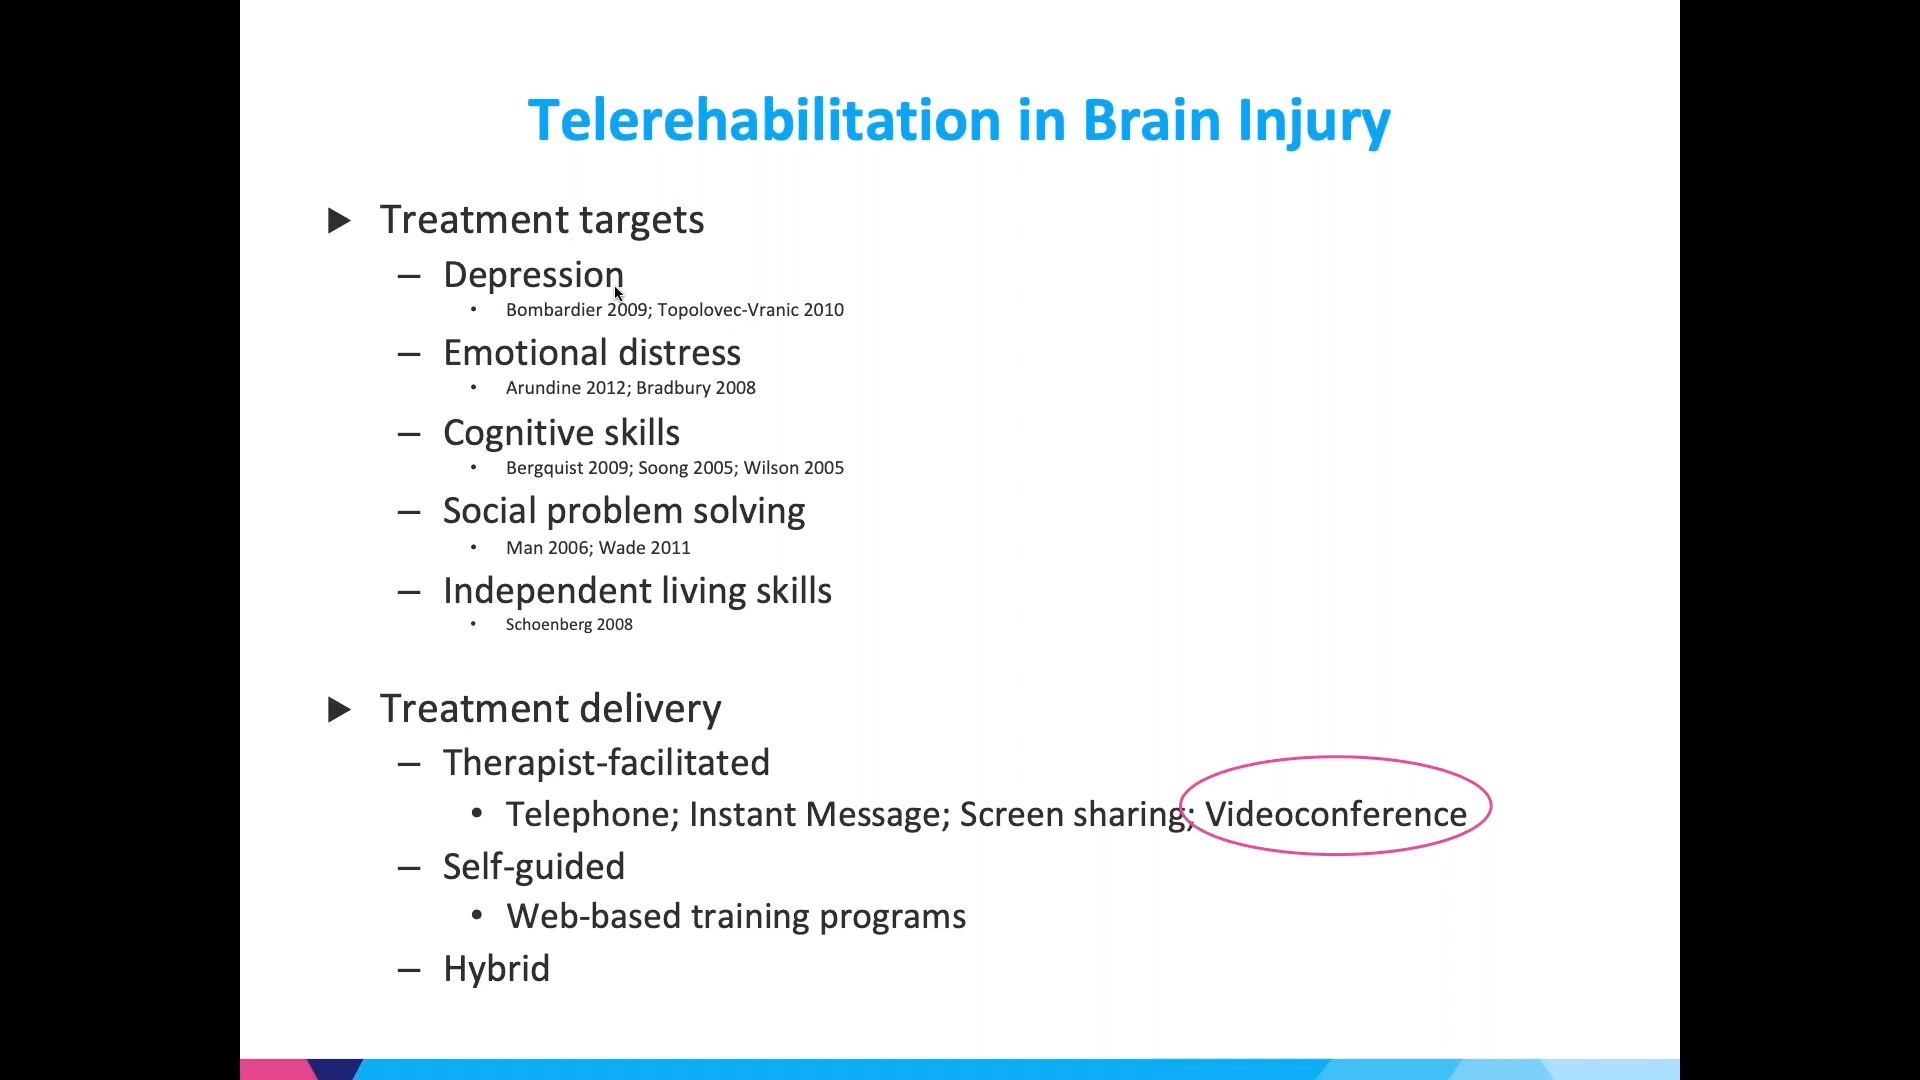 Telerehabilitation in Brain Injury
▶ Treatment targets
– Depression
• Bombardier 2009; Topolovec-Vranic 2010
– Emotional distress
• Arundine 2012; Bradbury 2008
– Cognitive skills
• Bergquist 2009; Soong 2005; Wilson 2005
– Social problem solving
• Man 2006; Wade 2011
– Independent living skills
• Schoenberg 2008
▶ Treatment delivery
– Therapist-facilitated
• Telephone; Instant Message; Screen sharing; Videoconference
– Self-guided
• Web-based training programs
– Hybrid